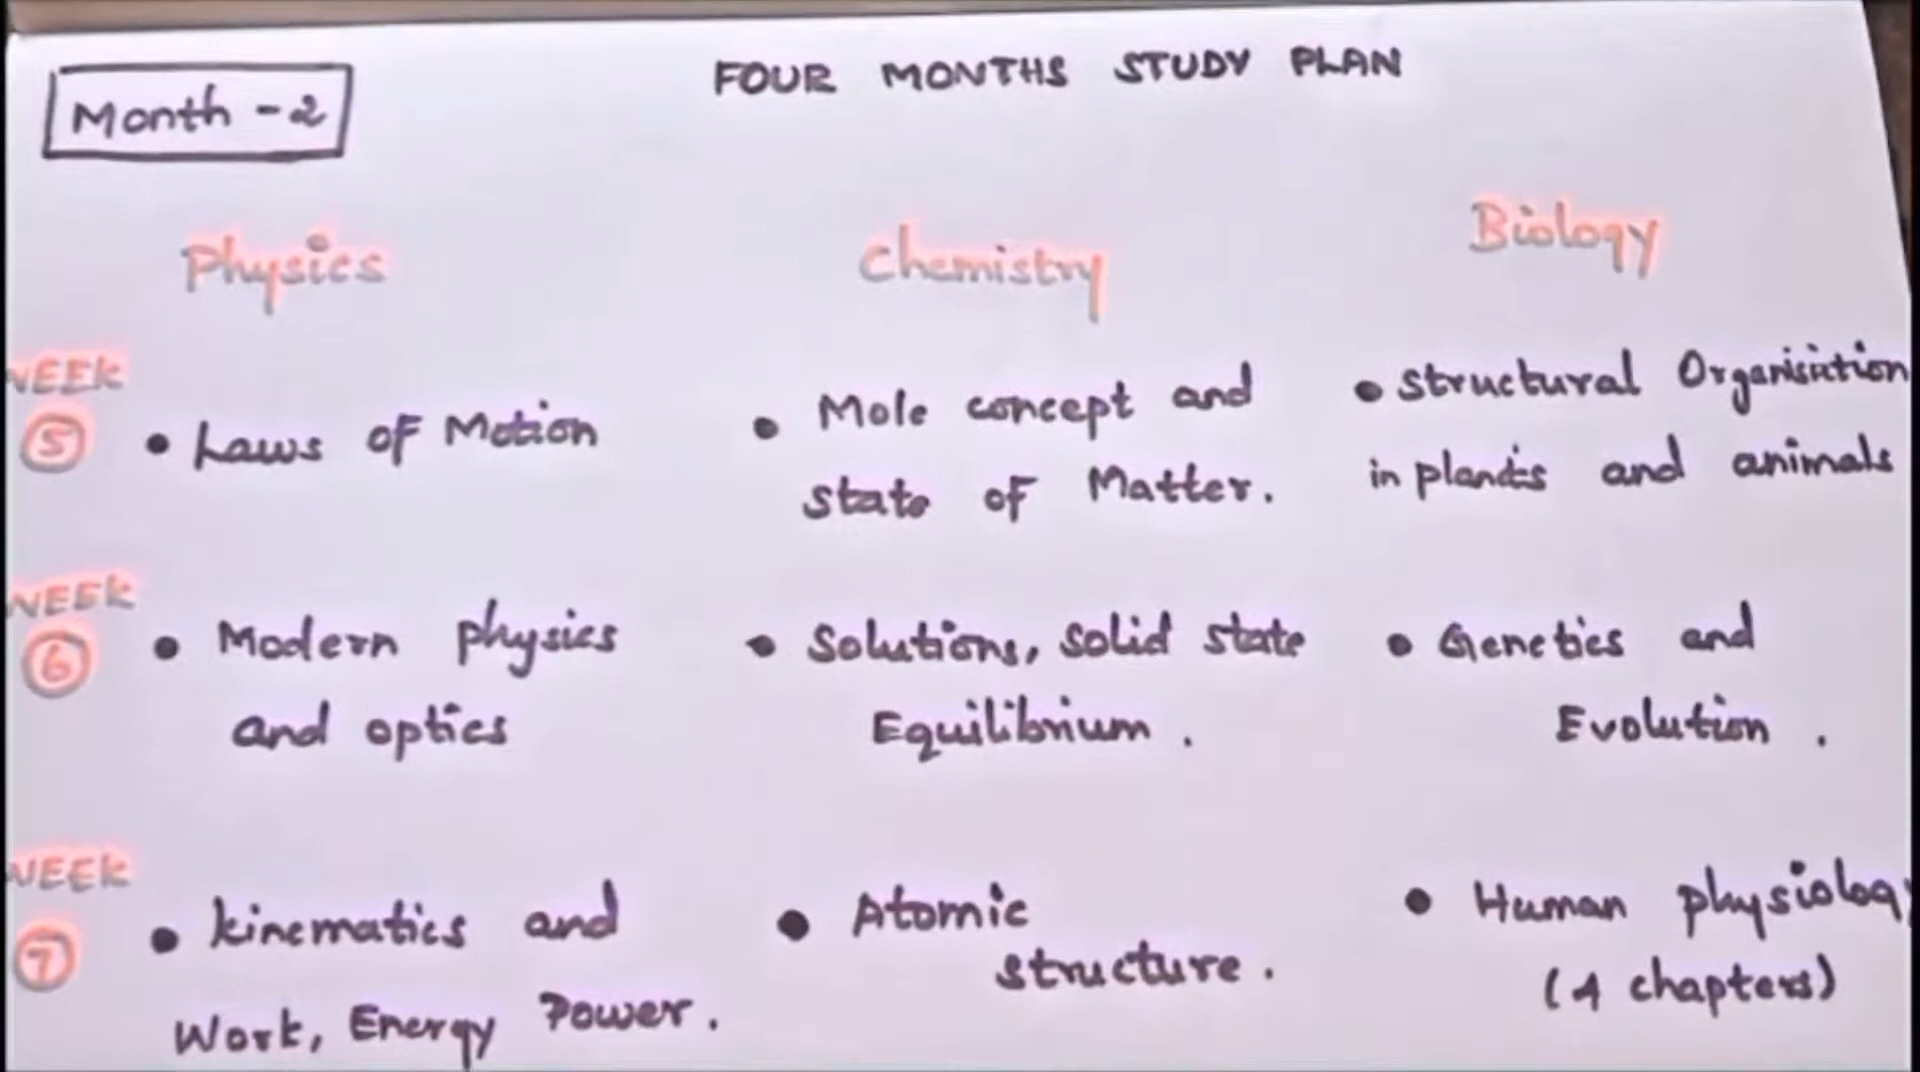 FOUR MONTHS STUDY PLAN
Month - 2
Physics Chemistry Biology
WEEK
5
• Laws of Motion
• Mole concept and
state of Matter.
• Structural Organisation
in plants and animals
WEEK
6
• Modern physics
and optics
• Solutions, Solid state
Equilibrium.
• Genetics and
Evolution.
WEEK
7
• kinematics and
Work, Energy Power.
• Atomic
structure.
• Human physiology
(4 chapters)